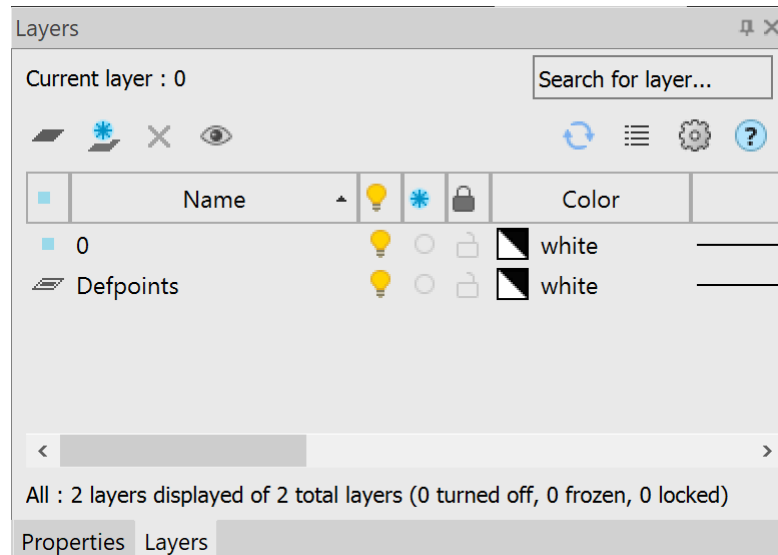 Layers
Current layer : 0
Search for layer...
?
Name Color
0 white
Defpoints white
All : 2 layers displayed of 2 total layers (0 turned off, 0 frozen, 0 locked)
Properties Layers